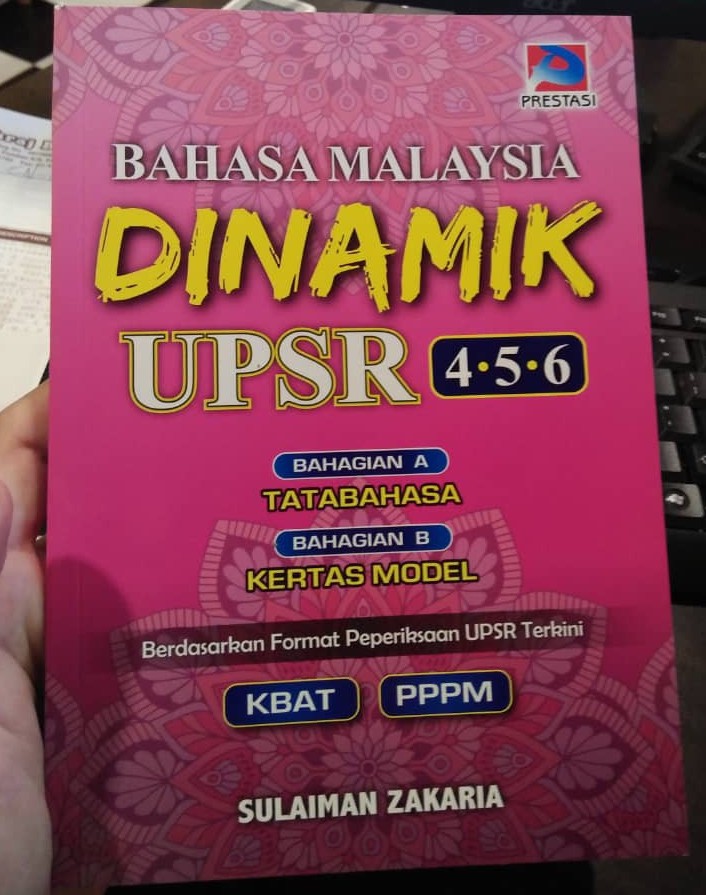 PRESTASI
BAHASA MALAYSIA
DINAMIK
UPSR 4•5•6
BAHAGIAN A
TATABAHASA
BAHAGIAN B
KERTAS MODEL
Berdasarkan Format Peperiksaan UPSR Terkini
KBAT PPPM
SULAIMAN ZAKARIA